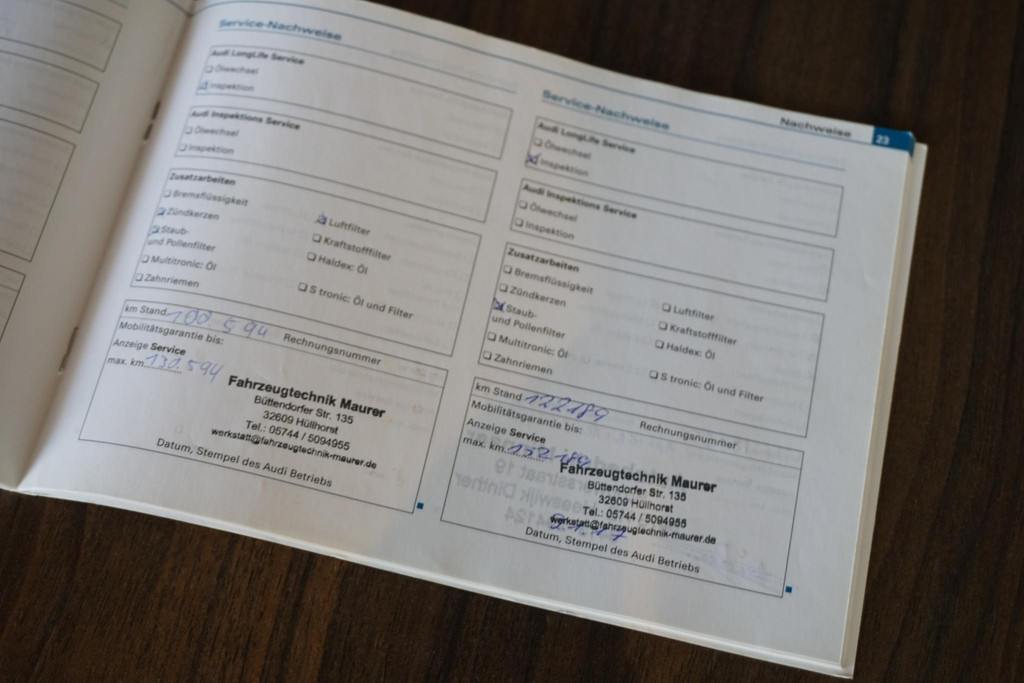 Service-Nachweise
Audi LongLife Service
Ölwechsel
Inspektion
Audi Inspektions Service
Ölwechsel
Inspektion
Zusatzarbeiten
Bremsflüssigkeit
Zündkerzen
Luftfilter
Staub-
und Pollenfilter
Kraftstofffilter
Multitronic: Öl
Haldex: Öl
Zahnriemen
S tronic: Öl und Filter
km Stand 100 594
Mobilitätsgarantie bis:
Rechnungsnummer
Anzeige Service
max. km 130.594
Fahrzeugtechnik Maurer
Büttendorfer Str. 135
32609 Hüllhorst
Tel.: 05744 / 5094955
werkstatt@fahrzeugtechnik-maurer.de
Datum, Stempel des Audi Betriebs
Nachweise 23
Service-Nachweise
Audi LongLife Service
Ölwechsel
Inspektion
Audi Inspektions Service
Ölwechsel
Inspektion
Zusatzarbeiten
Bremsflüssigkeit
Zündkerzen
Luftfilter
Staub-
und Pollenfilter
Kraftstofffilter
Multitronic: Öl
Haldex: Öl
Zahnriemen
S tronic: Öl und Filter
km Stand 122189
Mobilitätsgarantie bis:
Rechnungsnummer
Anzeige Service
max. km 152 189
Fahrzeugtechnik Maurer
Büttendorfer Str. 135
32609 Hüllhorst
Tel.: 05744 / 5094955
werkstatt@fahrzeugtechnik-maurer.de
Datum, Stempel des Audi Betriebs